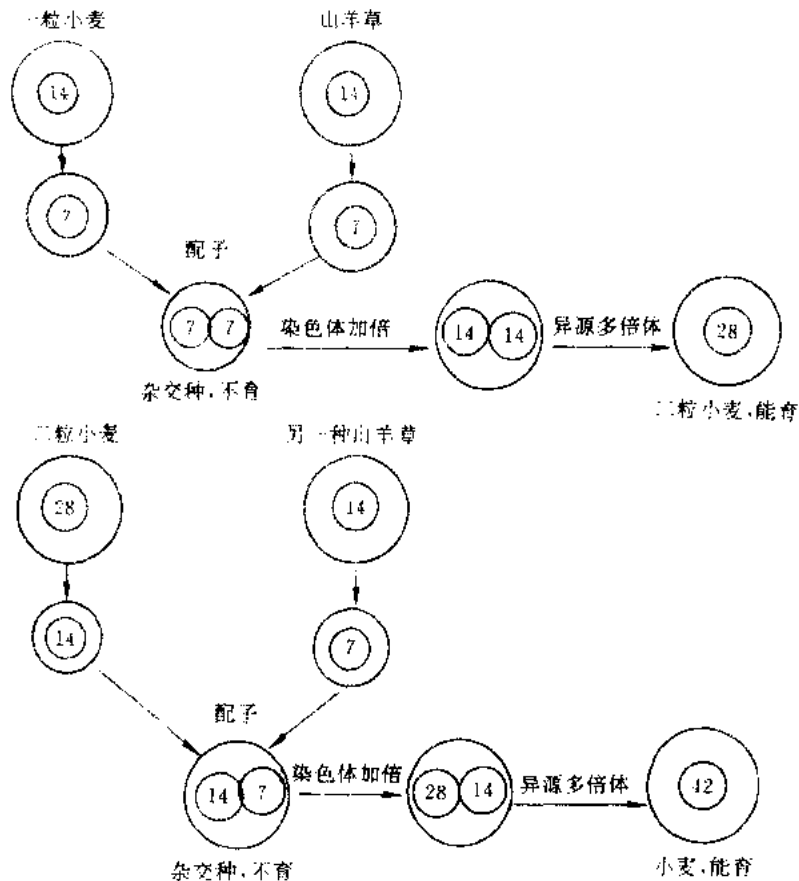 一粒小麦 山羊草
14 14
7 7
配子
7 7 染色体加倍 14 14 异源多倍体 28
杂交种,不育 二粒小麦,能育
二粒小麦 另一种山羊草
28 14
14 7
配子
14 7 染色体加倍 28 14 异源多倍体 42
杂交种,不育 小麦,能育